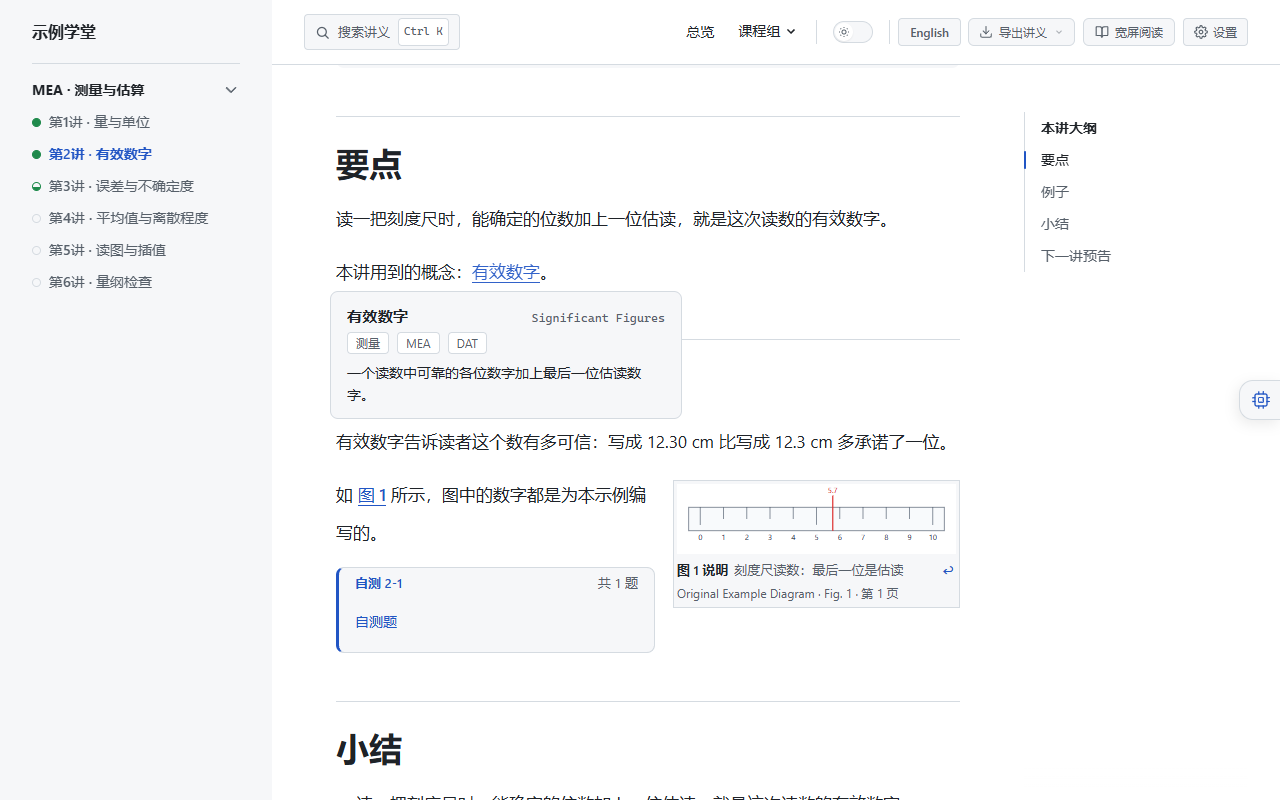 示例学堂
搜索讲义 Ctrl K
总览
课程组
English
导出讲义
宽屏阅读
设置
MEA · 测量与估算
第1讲 · 量与单位
第2讲 · 有效数字
第3讲 · 误差与不确定度
第4讲 · 平均值与离散程度
第5讲 · 读图与插值
第6讲 · 量纲检查
要点
读一把刻度尺时，能确定的位数加上一位估读，就是这次读数的有效数字。
本讲用到的概念：有效数字。
有效数字 Significant Figures
测量 MEA DAT
一个读数中可靠的各位数字加上最后一位估读数
字。
有效数字告诉读者这个数有多可信：写成 12.30 cm 比写成 12.3 cm 多承诺了一位。
如 图 1 所示，图中的数字都是为本示例编
写的。
5.7
0 1 2 3 4 5 6 7 8 9 10
图 1 说明 刻度尺读数：最后一位是估读 ↩
Original Example Diagram · Fig. 1 · 第 1 页
自测 2-1 共 1 题
自测题
小结
本讲大纲
要点
例子
小结
下一讲预告